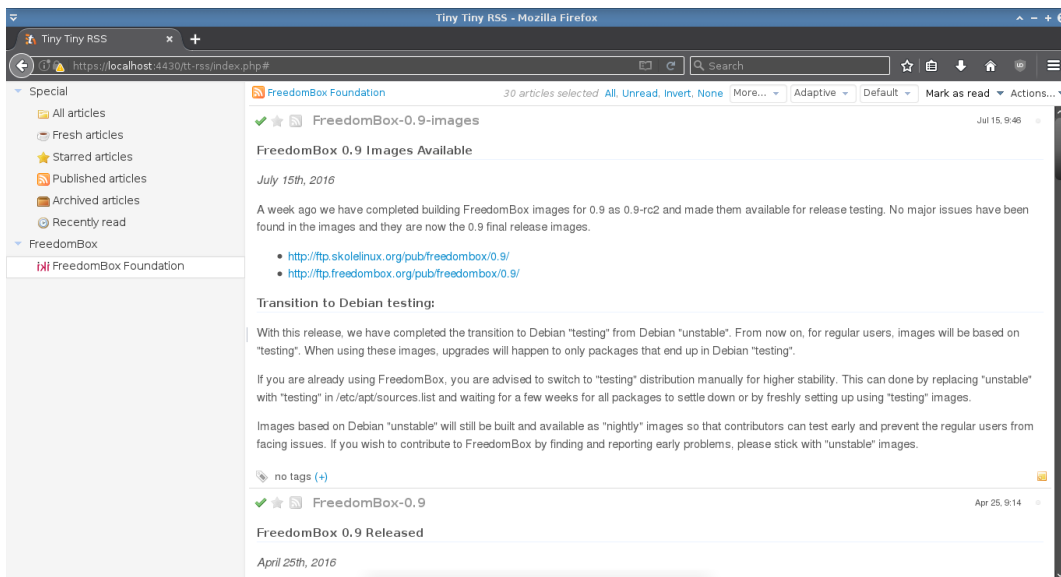 Tiny Tiny RSS - Mozilla Firefox
Tiny Tiny RSS
https://localhost:4430/tt-rss/index.php#
Search
Special
All articles
Fresh articles
Starred articles
Published articles
Archived articles
Recently read
FreedomBox
FreedomBox Foundation
FreedomBox Foundation 30 articles selected All, Unread, Invert, None More... Adaptive Default Mark as read Actions...
FreedomBox-0.9-images Jul 15, 9:46
FreedomBox 0.9 Images Available
July 15th, 2016
A week ago we have completed building FreedomBox images for 0.9 as 0.9-rc2 and made them available for release testing. No major issues have been
found in the images and they are now the 0.9 final release images.
http://ftp.skolelinux.org/pub/freedombox/0.9/
http://ftp.freedombox.org/pub/freedombox/0.9/
Transition to Debian testing:
With this release, we have completed the transition to Debian "testing" from Debian "unstable". From now on, for regular users, images will be based on
"testing". When using these images, upgrades will happen to only packages that end up in Debian "testing".
If you are already using FreedomBox, you are advised to switch to "testing" distribution manually for higher stability. This can done by replacing "unstable"
with "testing" in /etc/apt/sources.list and waiting for a few weeks for all packages to settle down or by freshly setting up using "testing" images.
Images based on Debian "unstable" will still be built and available as "nightly" images so that contributors can test early and prevent the regular users from
facing issues. If you wish to contribute to FreedomBox by finding and reporting early problems, please stick with "unstable" images.
no tags (+)
FreedomBox-0.9 Apr 25, 9:14
FreedomBox 0.9 Released
April 25th, 2016